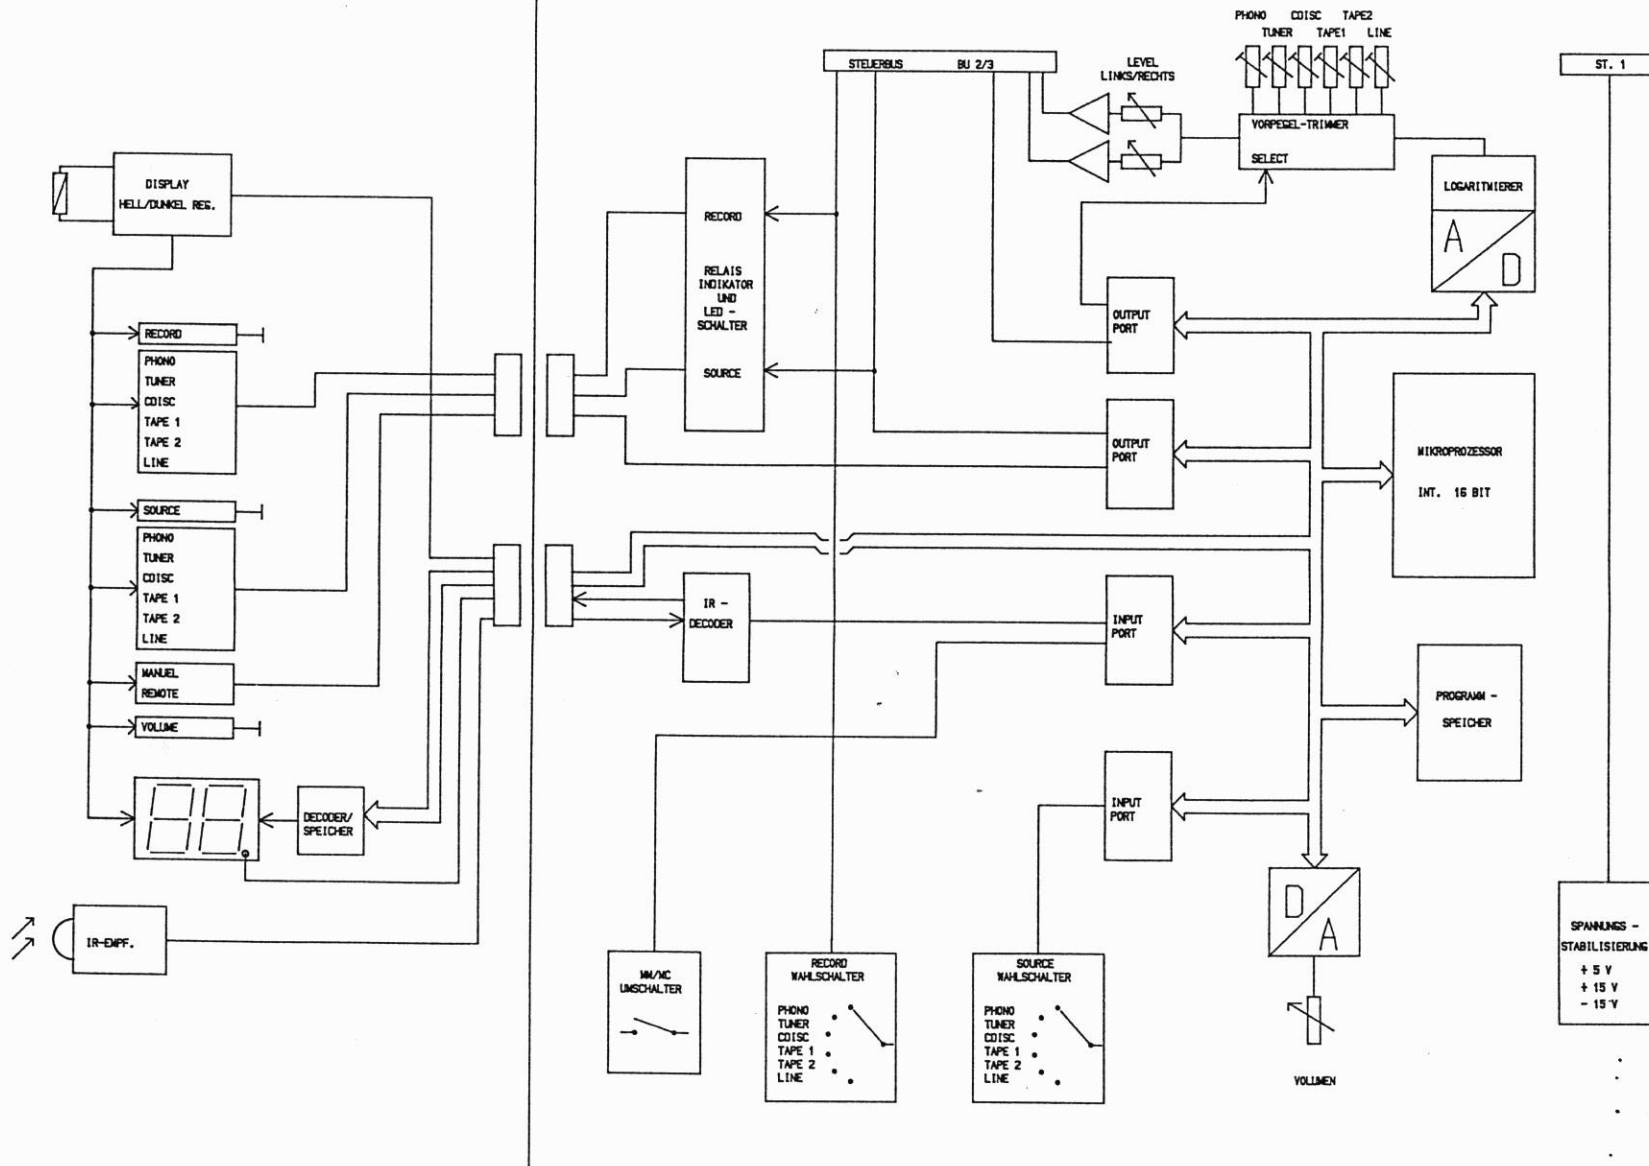 PHONO CDISC TAPE2
TUNER TAPE1 LINE
STEUERBUS BU 2/3
LEVEL
LINKS/RECHTS
ST. 1
VORPEGEL-TRIMMER
SELECT
LOGARITMIERER
A
D
DISPLAY
HELL/DUNKEL REG.
RECORD
RELAIS
INDIKATOR
UND
LED -
SCHALTER
SOURCE
OUTPUT
PORT
RECORD
PHONO
TUNER
CDISC
TAPE 1
TAPE 2
LINE
OUTPUT
PORT
MIKROPROZESSOR
INT. 16 BIT
SOURCE
PHONO
TUNER
CDISC
TAPE 1
TAPE 2
LINE
IR -
DECODER
INPUT
PORT
MANUEL
REMOTE
VOLUME
PROGRAMM -
SPEICHER
DECODER/
SPEICHER
INPUT
PORT
IR-EMPF.
D
A
MM/MC
UMSCHALTER
RECORD
WAHLSCHALTER
PHONO
TUNER
CDISC
TAPE 1
TAPE 2
LINE
SOURCE
WAHLSCHALTER
PHONO
TUNER
CDISC
TAPE 1
TAPE 2
LINE
VOLUMEN
SPANNUNGS -
STABILISIERUNG
+ 5 V
+ 15 V
- 15 V